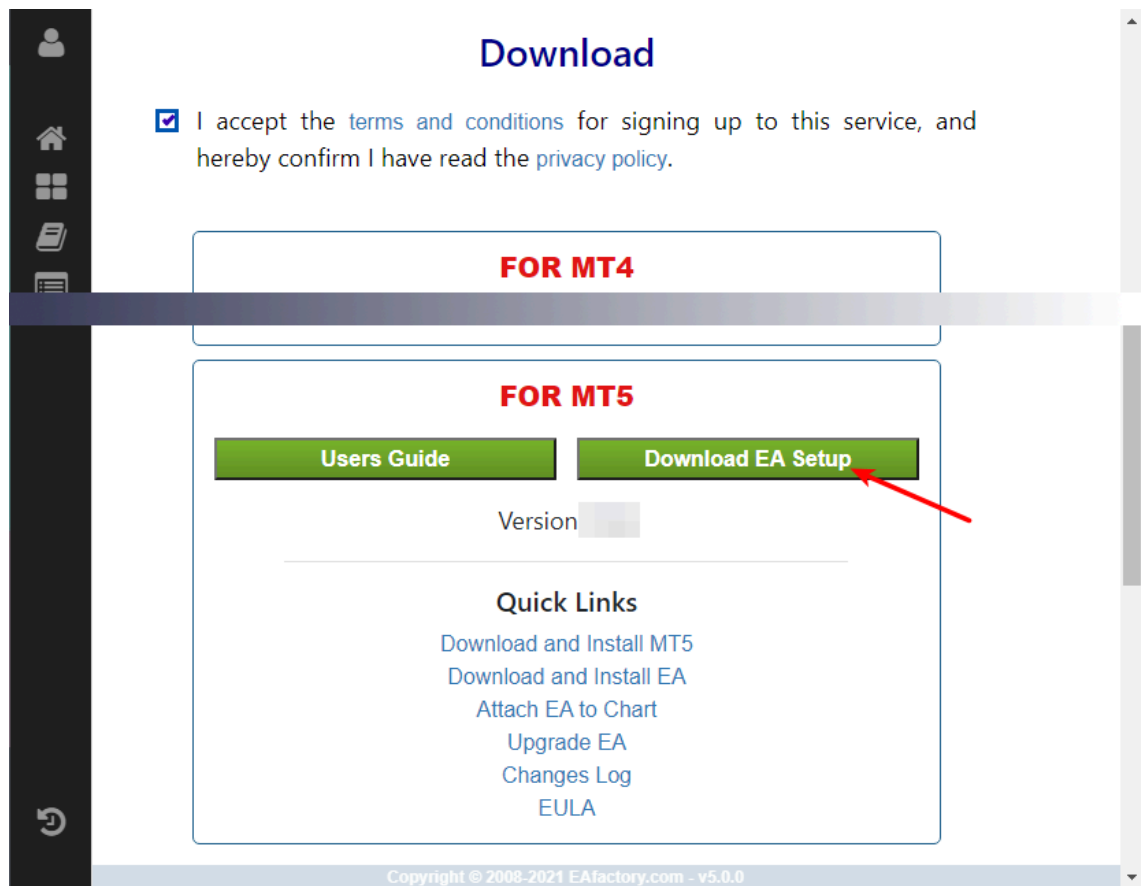 Download
I accept the terms and conditions for signing up to this service, and
hereby confirm I have read the privacy policy.
FOR MT4
FOR MT5
Users Guide
Download EA Setup
Version
Quick Links
Download and Install MT5
Download and Install EA
Attach EA to Chart
Upgrade EA
Changes Log
EULA
Copyright © 2008-2021 EAfactory.com - v5.0.0